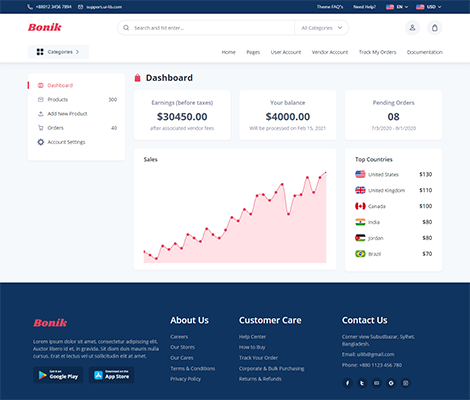 +88012 3456 7894 support.ui-lib.com Theme FAQ's Need Help? EN USD
Bonik Search and hit enter... All Categories
Categories Home Pages User Account Vendor Account Track My Orders Documentation
Dashboard
Products 300
Add New Product
Orders 40
Account Settings
Dashboard
Earnings (before taxes)
$30450.00
after associated vendor fees
Your balance
$4000.00
Will be processed on Feb 15, 2021
Pending Orders
08
7/3/2020 - 8/1/2020
Sales
Top Countries
United States $130
United Kingdom $110
Canada $100
India $80
Jordan $80
Brazil $70
Bonik
Lorem ipsum dolor sit amet, consectetur adipiscing elit. Auctor libero id et, in gravida. Sit diam duis mauris nulla cursus. Erat et lectus vel ut sollicitudin elit at amet.
Google Play
App Store
About Us
Careers
Our Stores
Our Cares
Terms & Conditions
Privacy Policy
Customer Care
Help Center
How to Buy
Track Your Order
Corporate & Bulk Purchasing
Returns & Refunds
Contact Us
Corner view Subudbazar, Sylhet,
Bangladesh.
Email: uilib@gmail.com
Phone: +880 1123 456 780